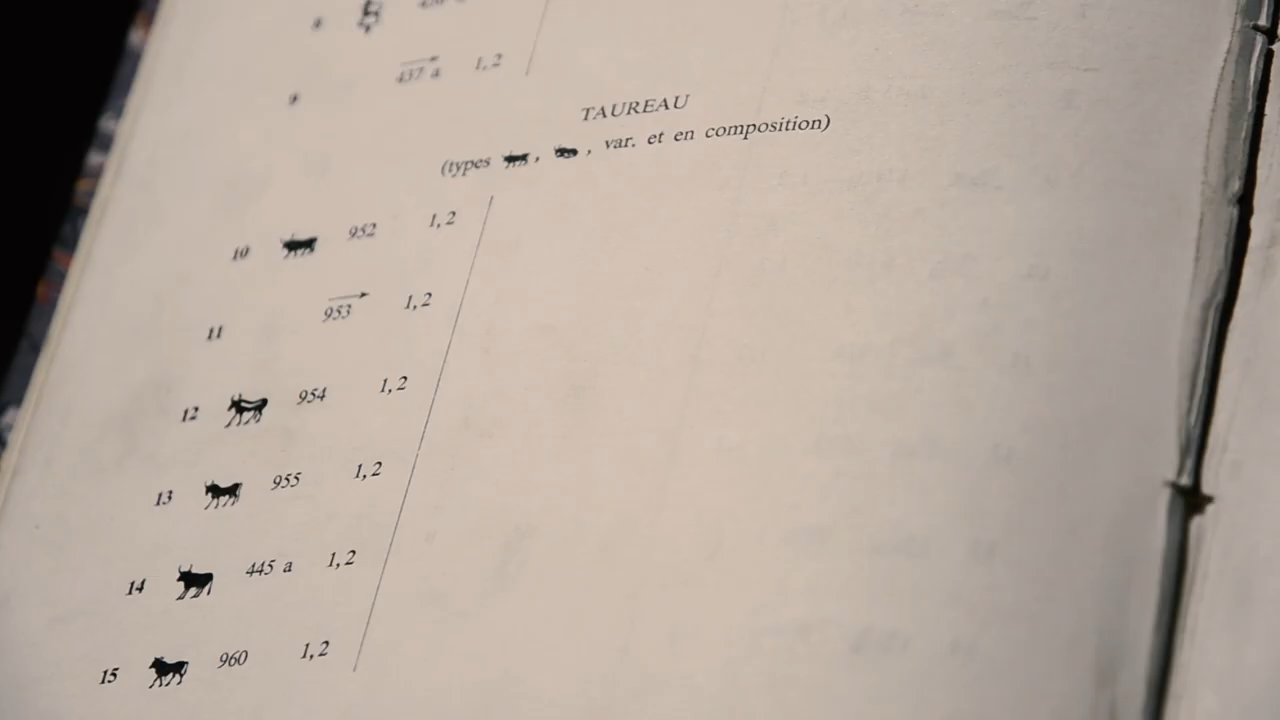 8
9 437 a 1, 2
TAUREAU
(types , , var. et en composition)
10 952 1, 2
11 953 1, 2
12 954 1, 2
13 955 1, 2
14 445 a 1, 2
15 960 1, 2